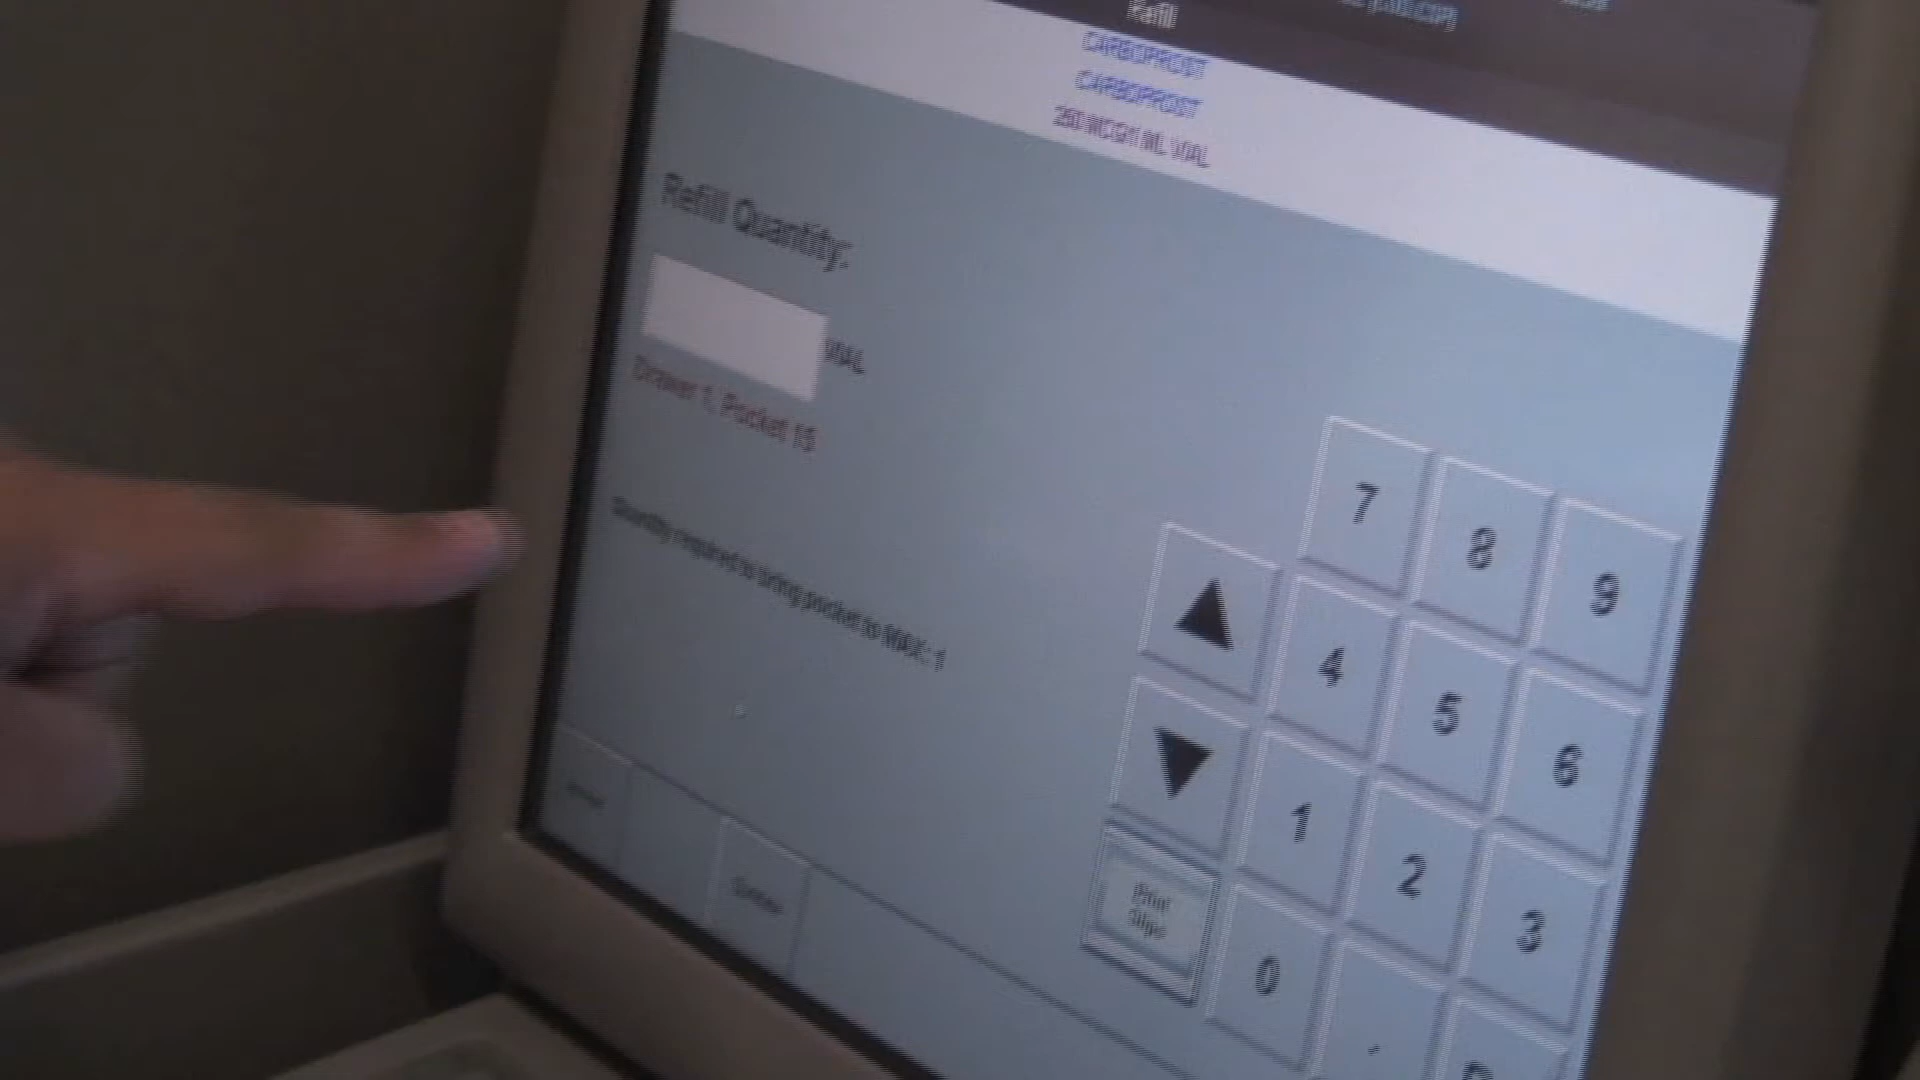 Refill
CARBOPROST
CARBOPROST
250 MCG/1 ML VIAL
Refill Quantity:
VIAL
Drawer 1, Pocket 15
Quantity required to bring pocket to MAX: 1
7
8
9
4
5
6
1
2
3
0
.